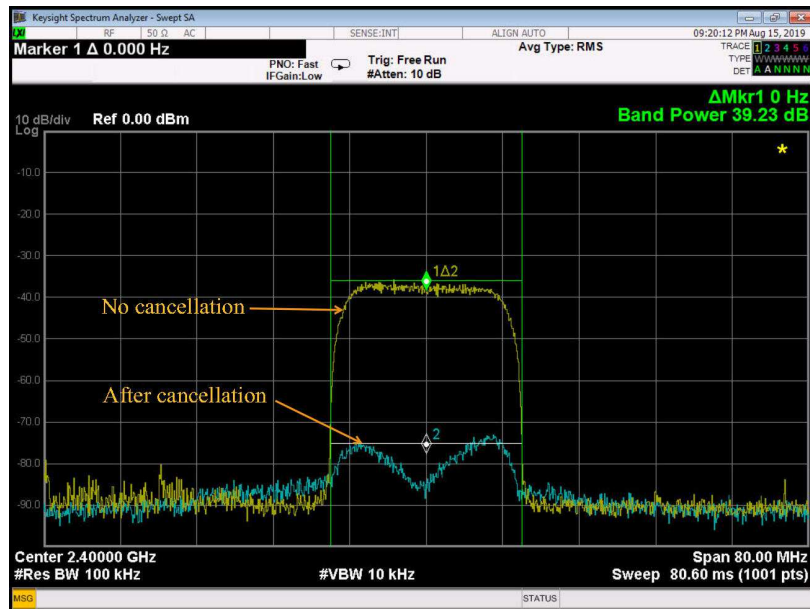 Keysight Spectrum Analyzer - Swept SA
LXI RF 50 Ω AC SENSE:INT ALIGN AUTO 09:20:12 PM Aug 15, 2019
Marker 1 Δ 0.000 Hz
Avg Type: RMS
TRACE 1 2 3 4 5 6
PNO: Fast Trig: Free Run
TYPE WWWWWW
IFGain:Low #Atten: 10 dB
DET A A N N N N
ΔMkr1 0 Hz
10 dB/div Ref 0.00 dBm
Band Power 39.23 dB
Log
*
-10.0
-20.0
-30.0
1Δ2
-40.0
No cancellation
-50.0
-60.0
After cancellation
-70.0
2
-80.0
-90.0
Center 2.40000 GHz
Span 80.00 MHz
#Res BW 100 kHz #VBW 10 kHz Sweep 80.60 ms (1001 pts)
MSG STATUS